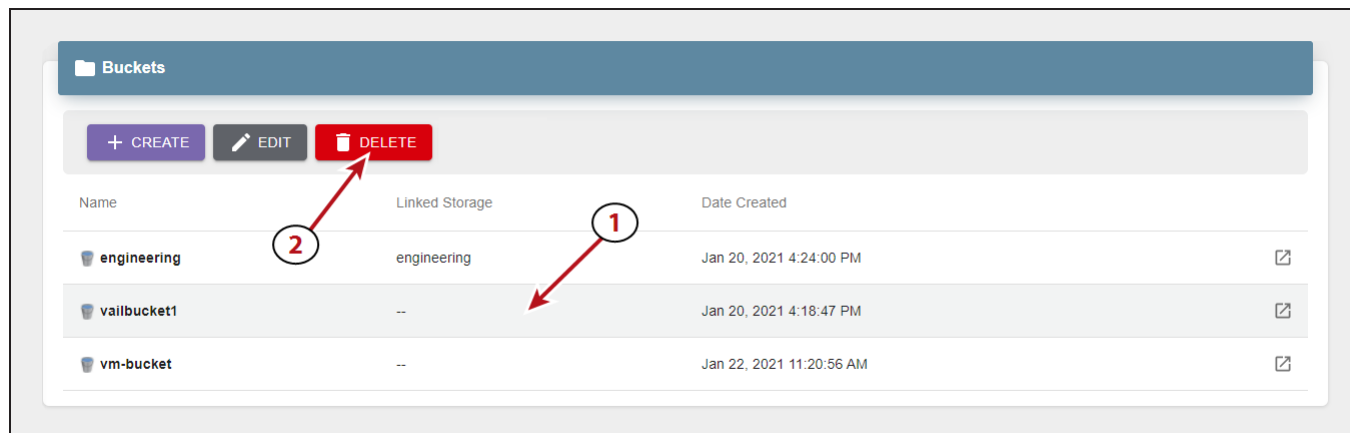 Buckets
CREATE EDIT DELETE
Name Linked Storage Date Created
1
2
engineering engineering Jan 20, 2021 4:24:00 PM
vailbucket1 -- Jan 20, 2021 4:18:47 PM
vm-bucket -- Jan 22, 2021 11:20:56 AM